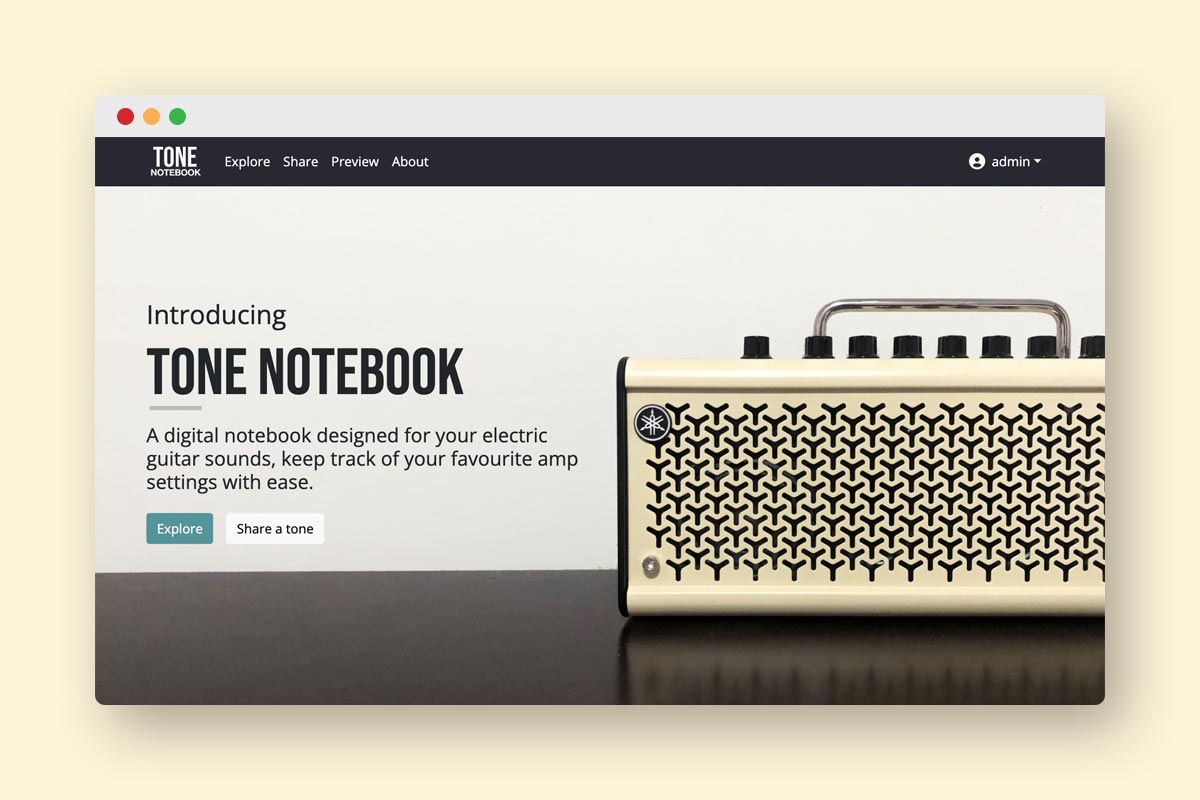 TONE
NOTEBOOK
Explore Share Preview About
admin
Introducing
TONE NOTEBOOK
A digital notebook designed for your electric
guitar sounds, keep track of your favourite amp
settings with ease.
Explore Share a tone